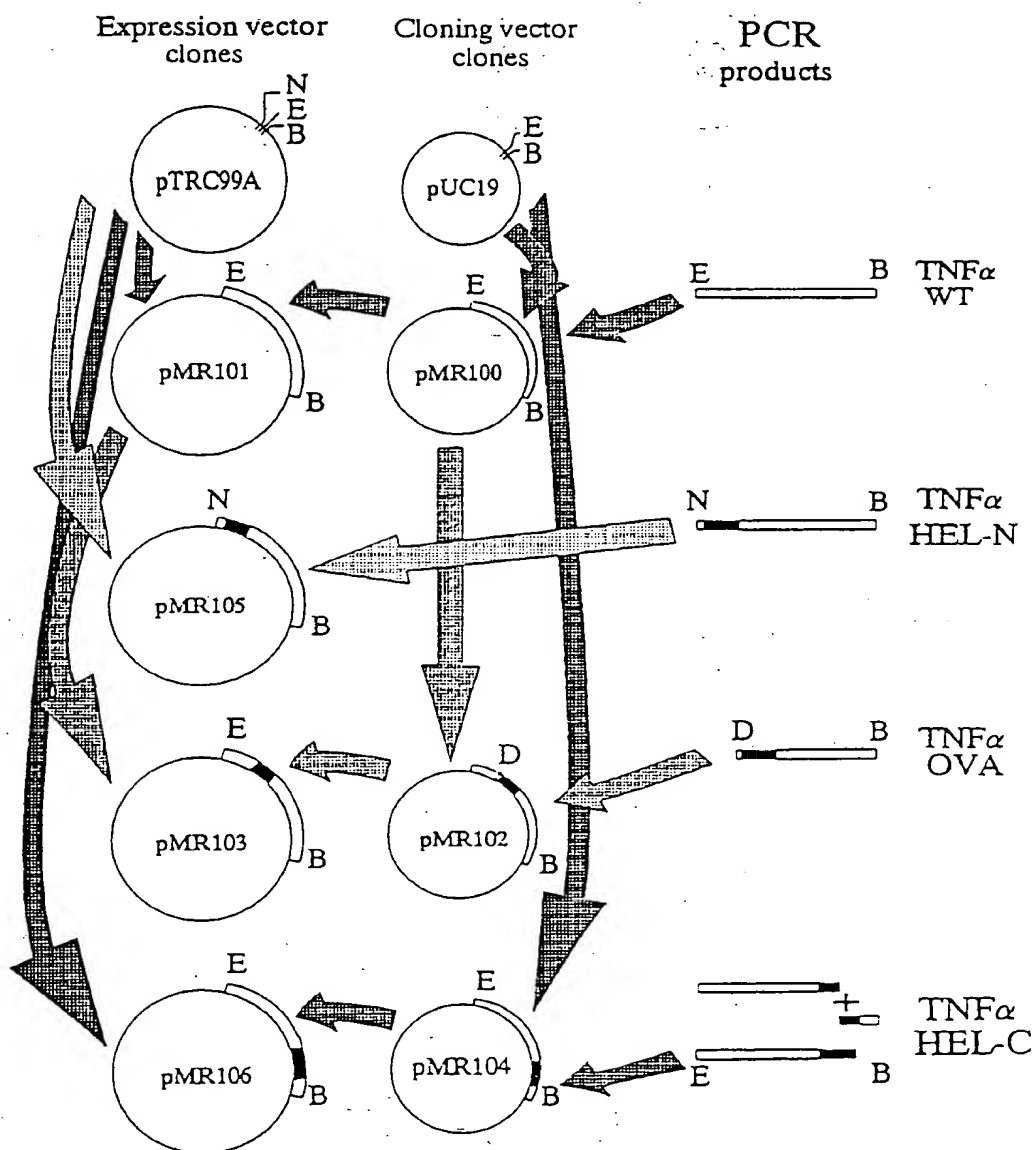 Expression vector
clones
Cloning vector
clones
PCR
products
N
E
B
pTRC99A
E
B
pUC19
E
B
TNFα
WT
E
pMR101
B
E
pMR100
B
N
pMR105
B
N
B
TNFα
HEL-N
E
pMR103
B
D
pMR102
B
D
B
TNFα
OVA
E
pMR106
B
E
pMR104
B
+
E
B
TNFα
HEL-C